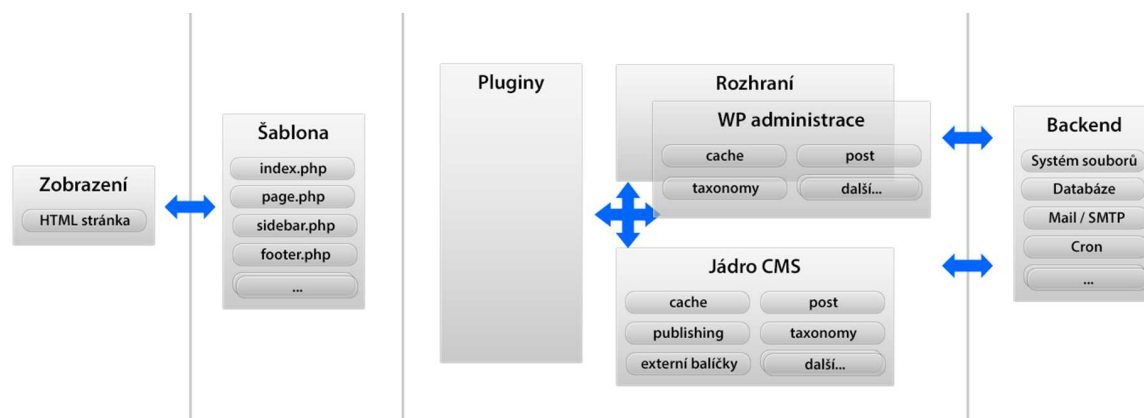 Zobrazení
HTML stránka
Šablona
index.php
page.php
sidebar.php
footer.php
...
Pluginy
Rozhraní
WP administrace
cache
post
taxonomy
další...
Jádro CMS
cache
post
publishing
taxonomy
externí balíčky
další...
Backend
Systém souborů
Databáze
Mail / SMTP
Cron
...